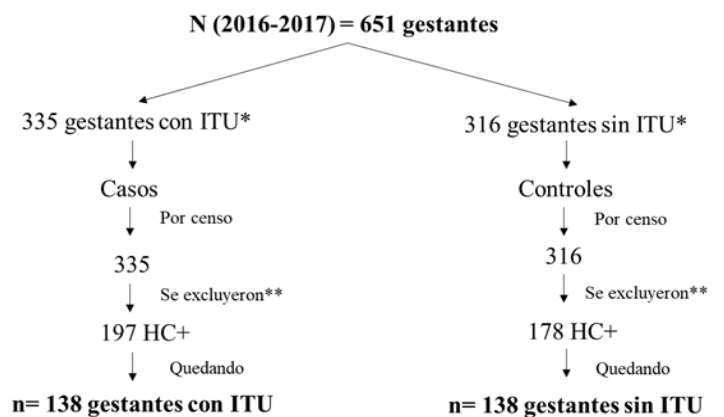 N (2016-2017) = 651 gestantes
335 gestantes con ITU*
Casos
Por censo
335
Se excluyeron**
197 HC+
Quedando
n= 138 gestantes con ITU
316 gestantes sin ITU*
Controles
Por censo
316
Se excluyeron**
178 HC+
Quedando
n= 138 gestantes sin ITU